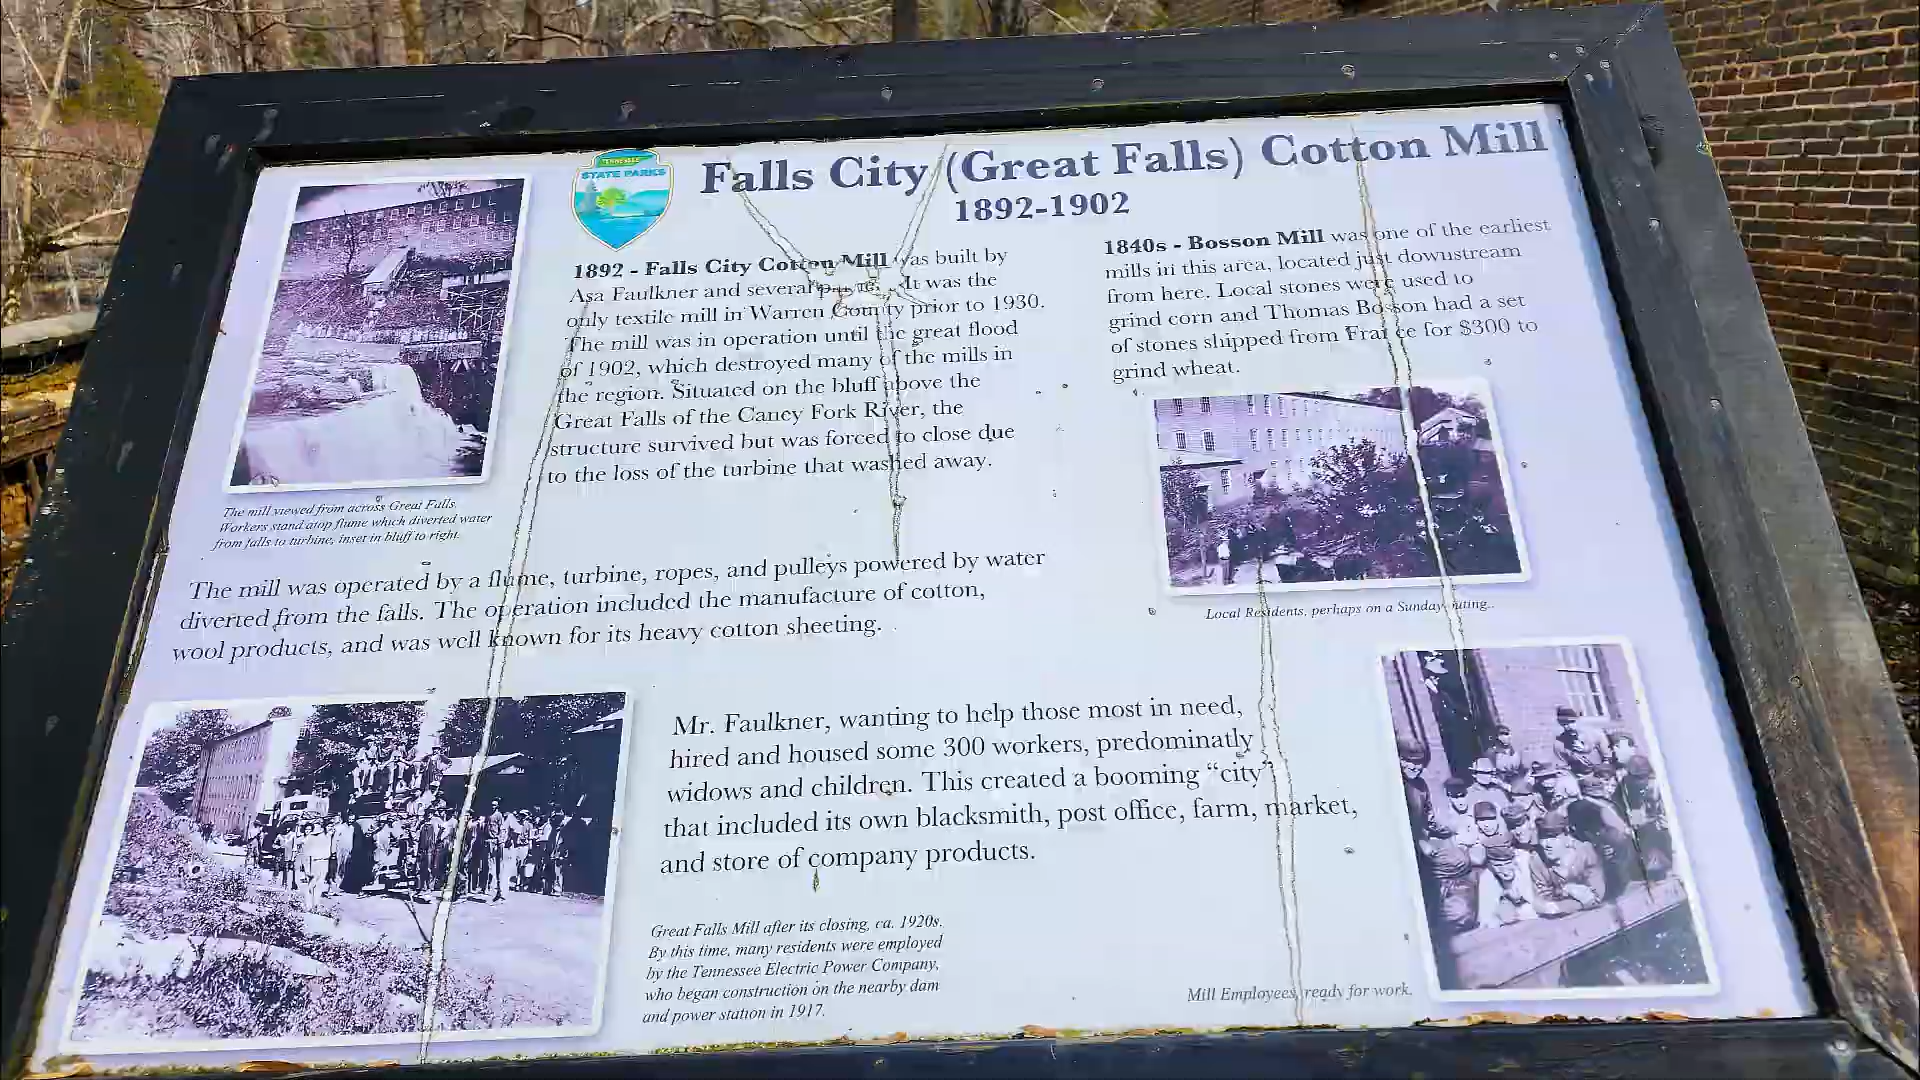 TENNESSEE
STATE PARKS
Falls City (Great Falls) Cotton Mill
1892-1902
1892 - Falls City Cotton Mill was built by
Asa Faulkner and several It was the
only textile mill in Warren County prior to 1930.
The mill was in operation until the great flood
of 1902, which destroyed many of the mills in
the region. Situated on the bluff above the
Great Falls of the Caney Fork River, the
structure survived but was forced to close due
to the loss of the turbine that washed away.
1840s - Bosson Mill was one of the earliest
mills in this area, located just downstream
from here. Local stones were used to
grind corn and Thomas Bosson had a set
of stones shipped from France for $300 to
grind wheat.
The mill viewed from across Great Falls.
Workers stand atop flume which diverted water
from falls to turbine, inset in bluff to right.
Local Residents, perhaps on a Sunday outing..
The mill was operated by a flume, turbine, ropes, and pulleys powered by water
diverted from the falls. The operation included the manufacture of cotton,
wool products, and was well known for its heavy cotton sheeting.
Mr. Faulkner, wanting to help those most in need,
hired and housed some 300 workers, predominatly
widows and children. This created a booming “city”
that included its own blacksmith, post office, farm, market,
and store of company products.
Great Falls Mill after its closing, ca. 1920s.
By this time, many residents were employed
by the Tennessee Electric Power Company,
who began construction on the nearby dam
and power station in 1917.
Mill Employees, ready for work.